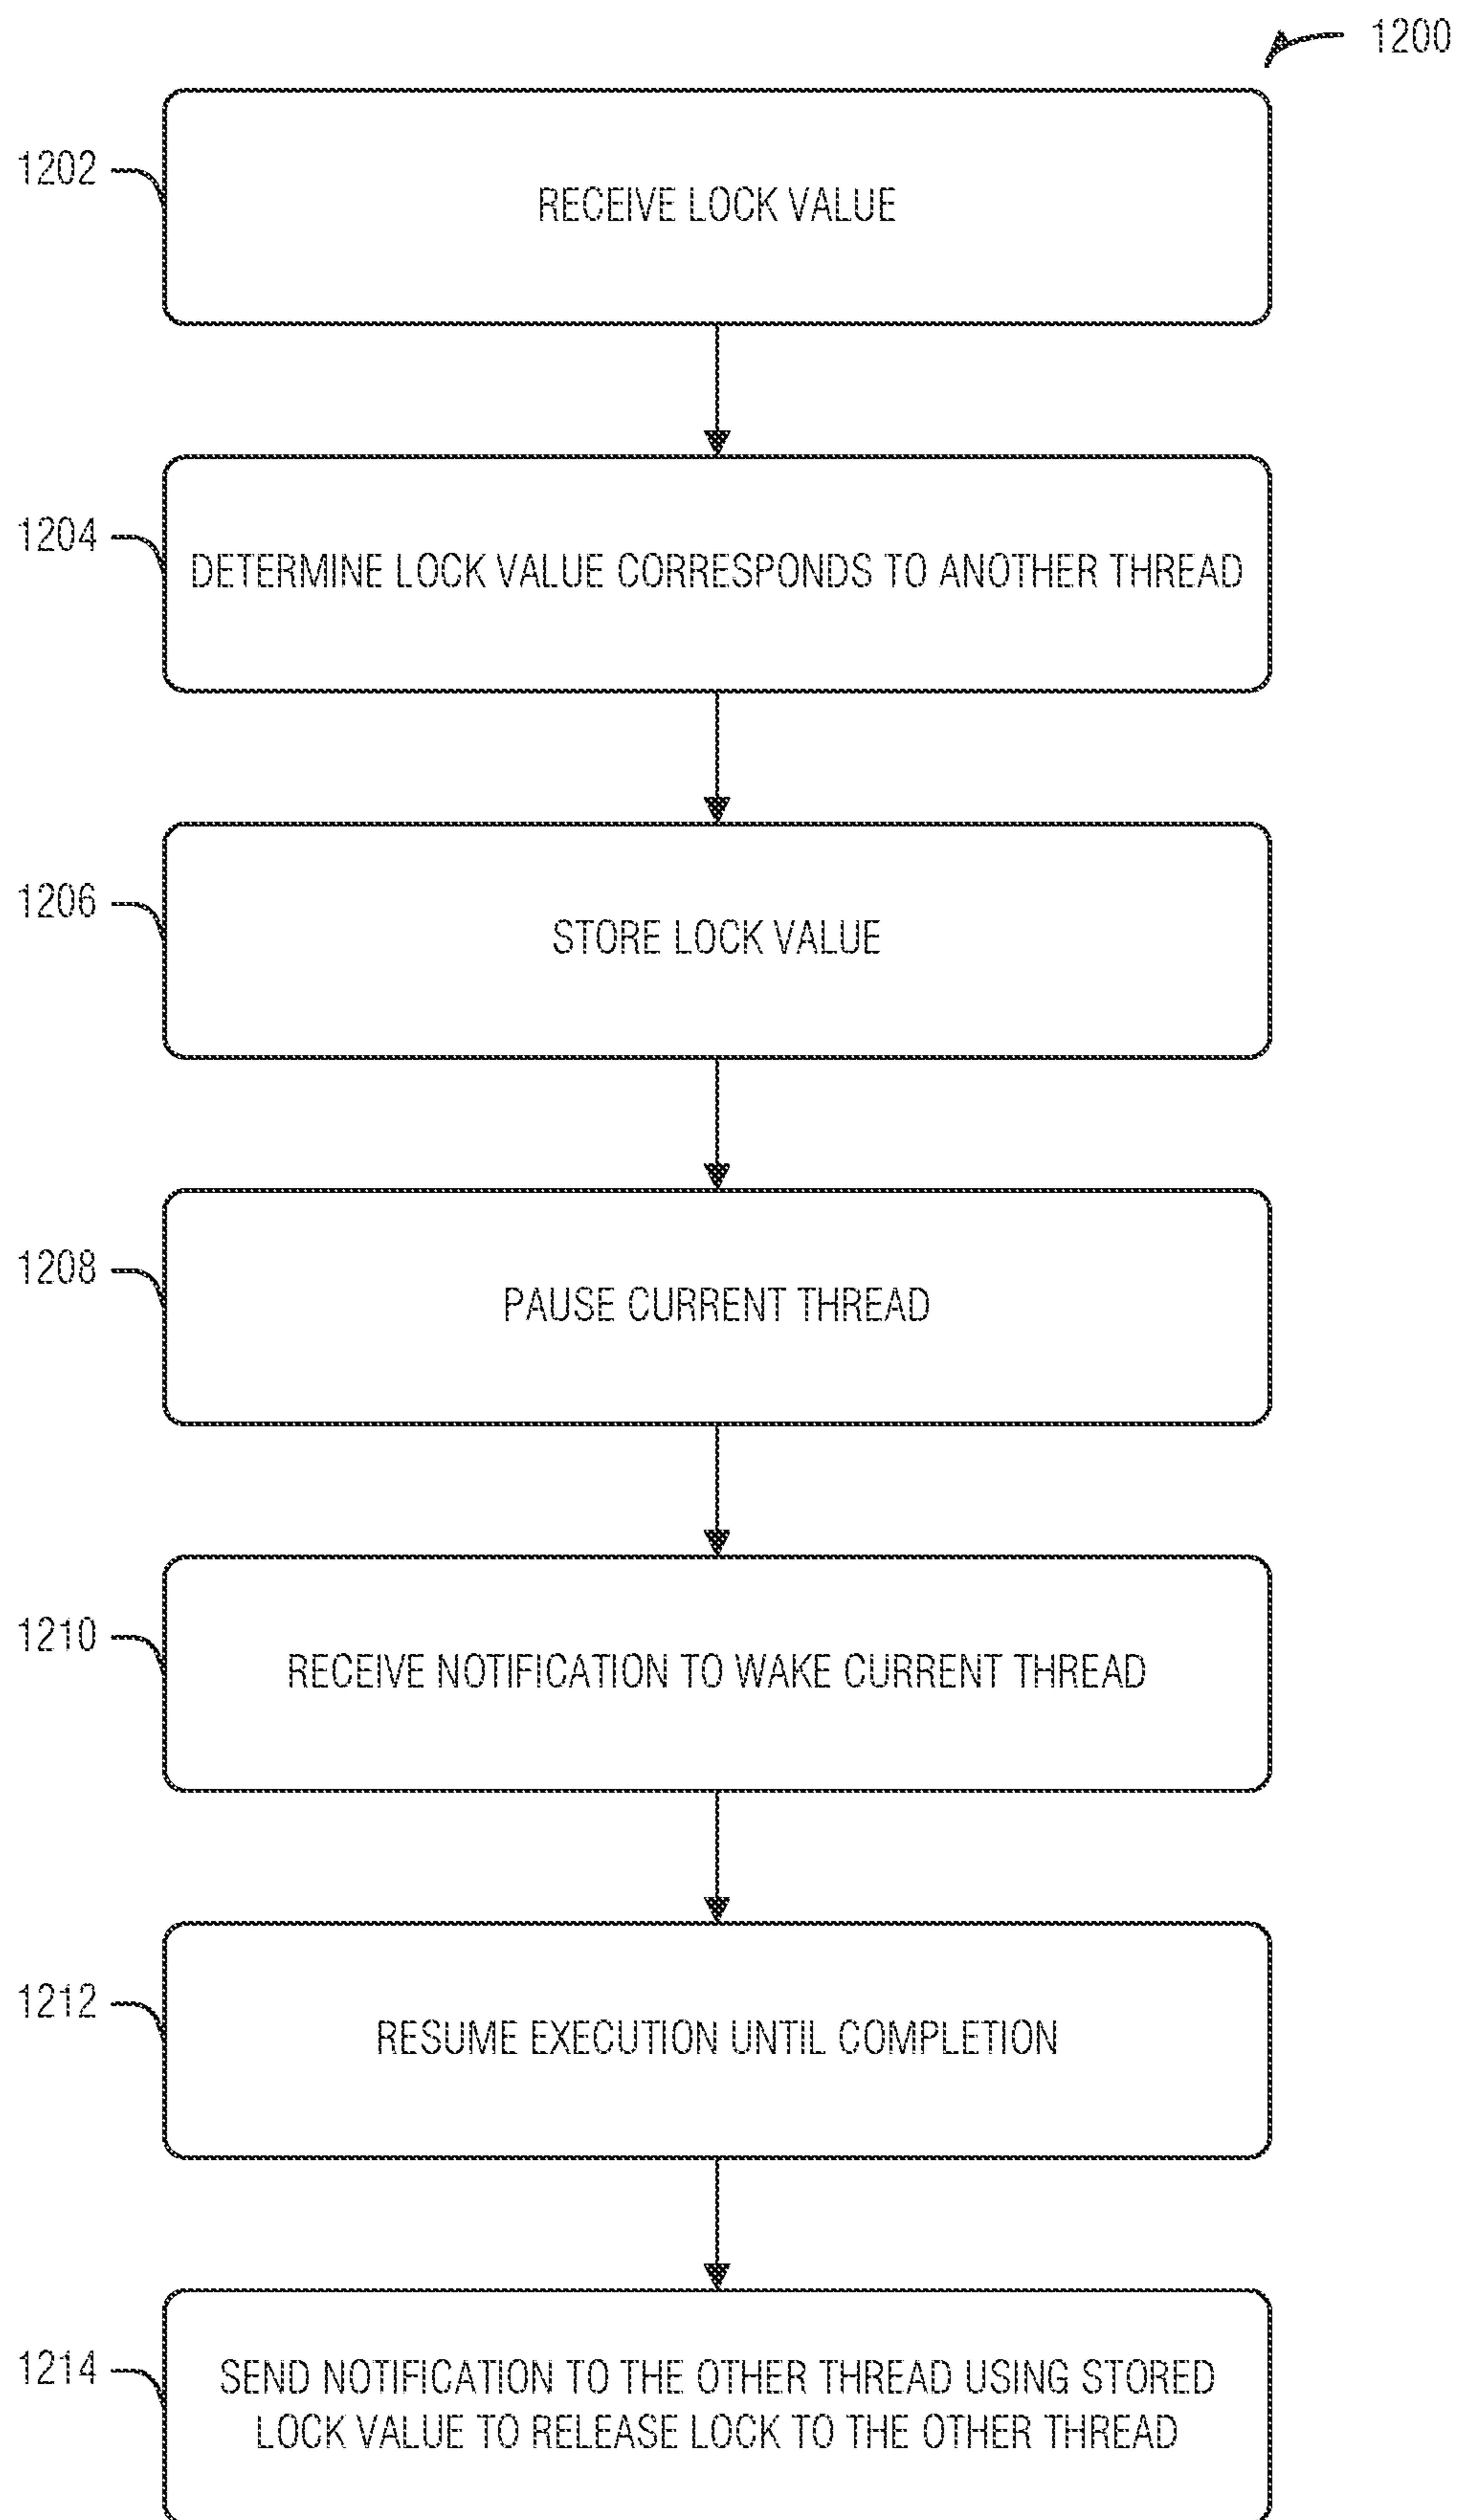 1200
1202
RECEIVE LOCK VALUE
1204
DETERMINE LOCK VALUE CORRESPONDS TO ANOTHER THREAD
1206
STORE LOCK VALUE
1208
PAUSE CURRENT THREAD
1210
RECEIVE NOTIFICATION TO WAKE CURRENT THREAD
1212
RESUME EXECUTION UNTIL COMPLETION
1214
SEND NOTIFICATION TO THE OTHER THREAD USING STORED
LOCK VALUE TO RELEASE LOCK TO THE OTHER THREAD